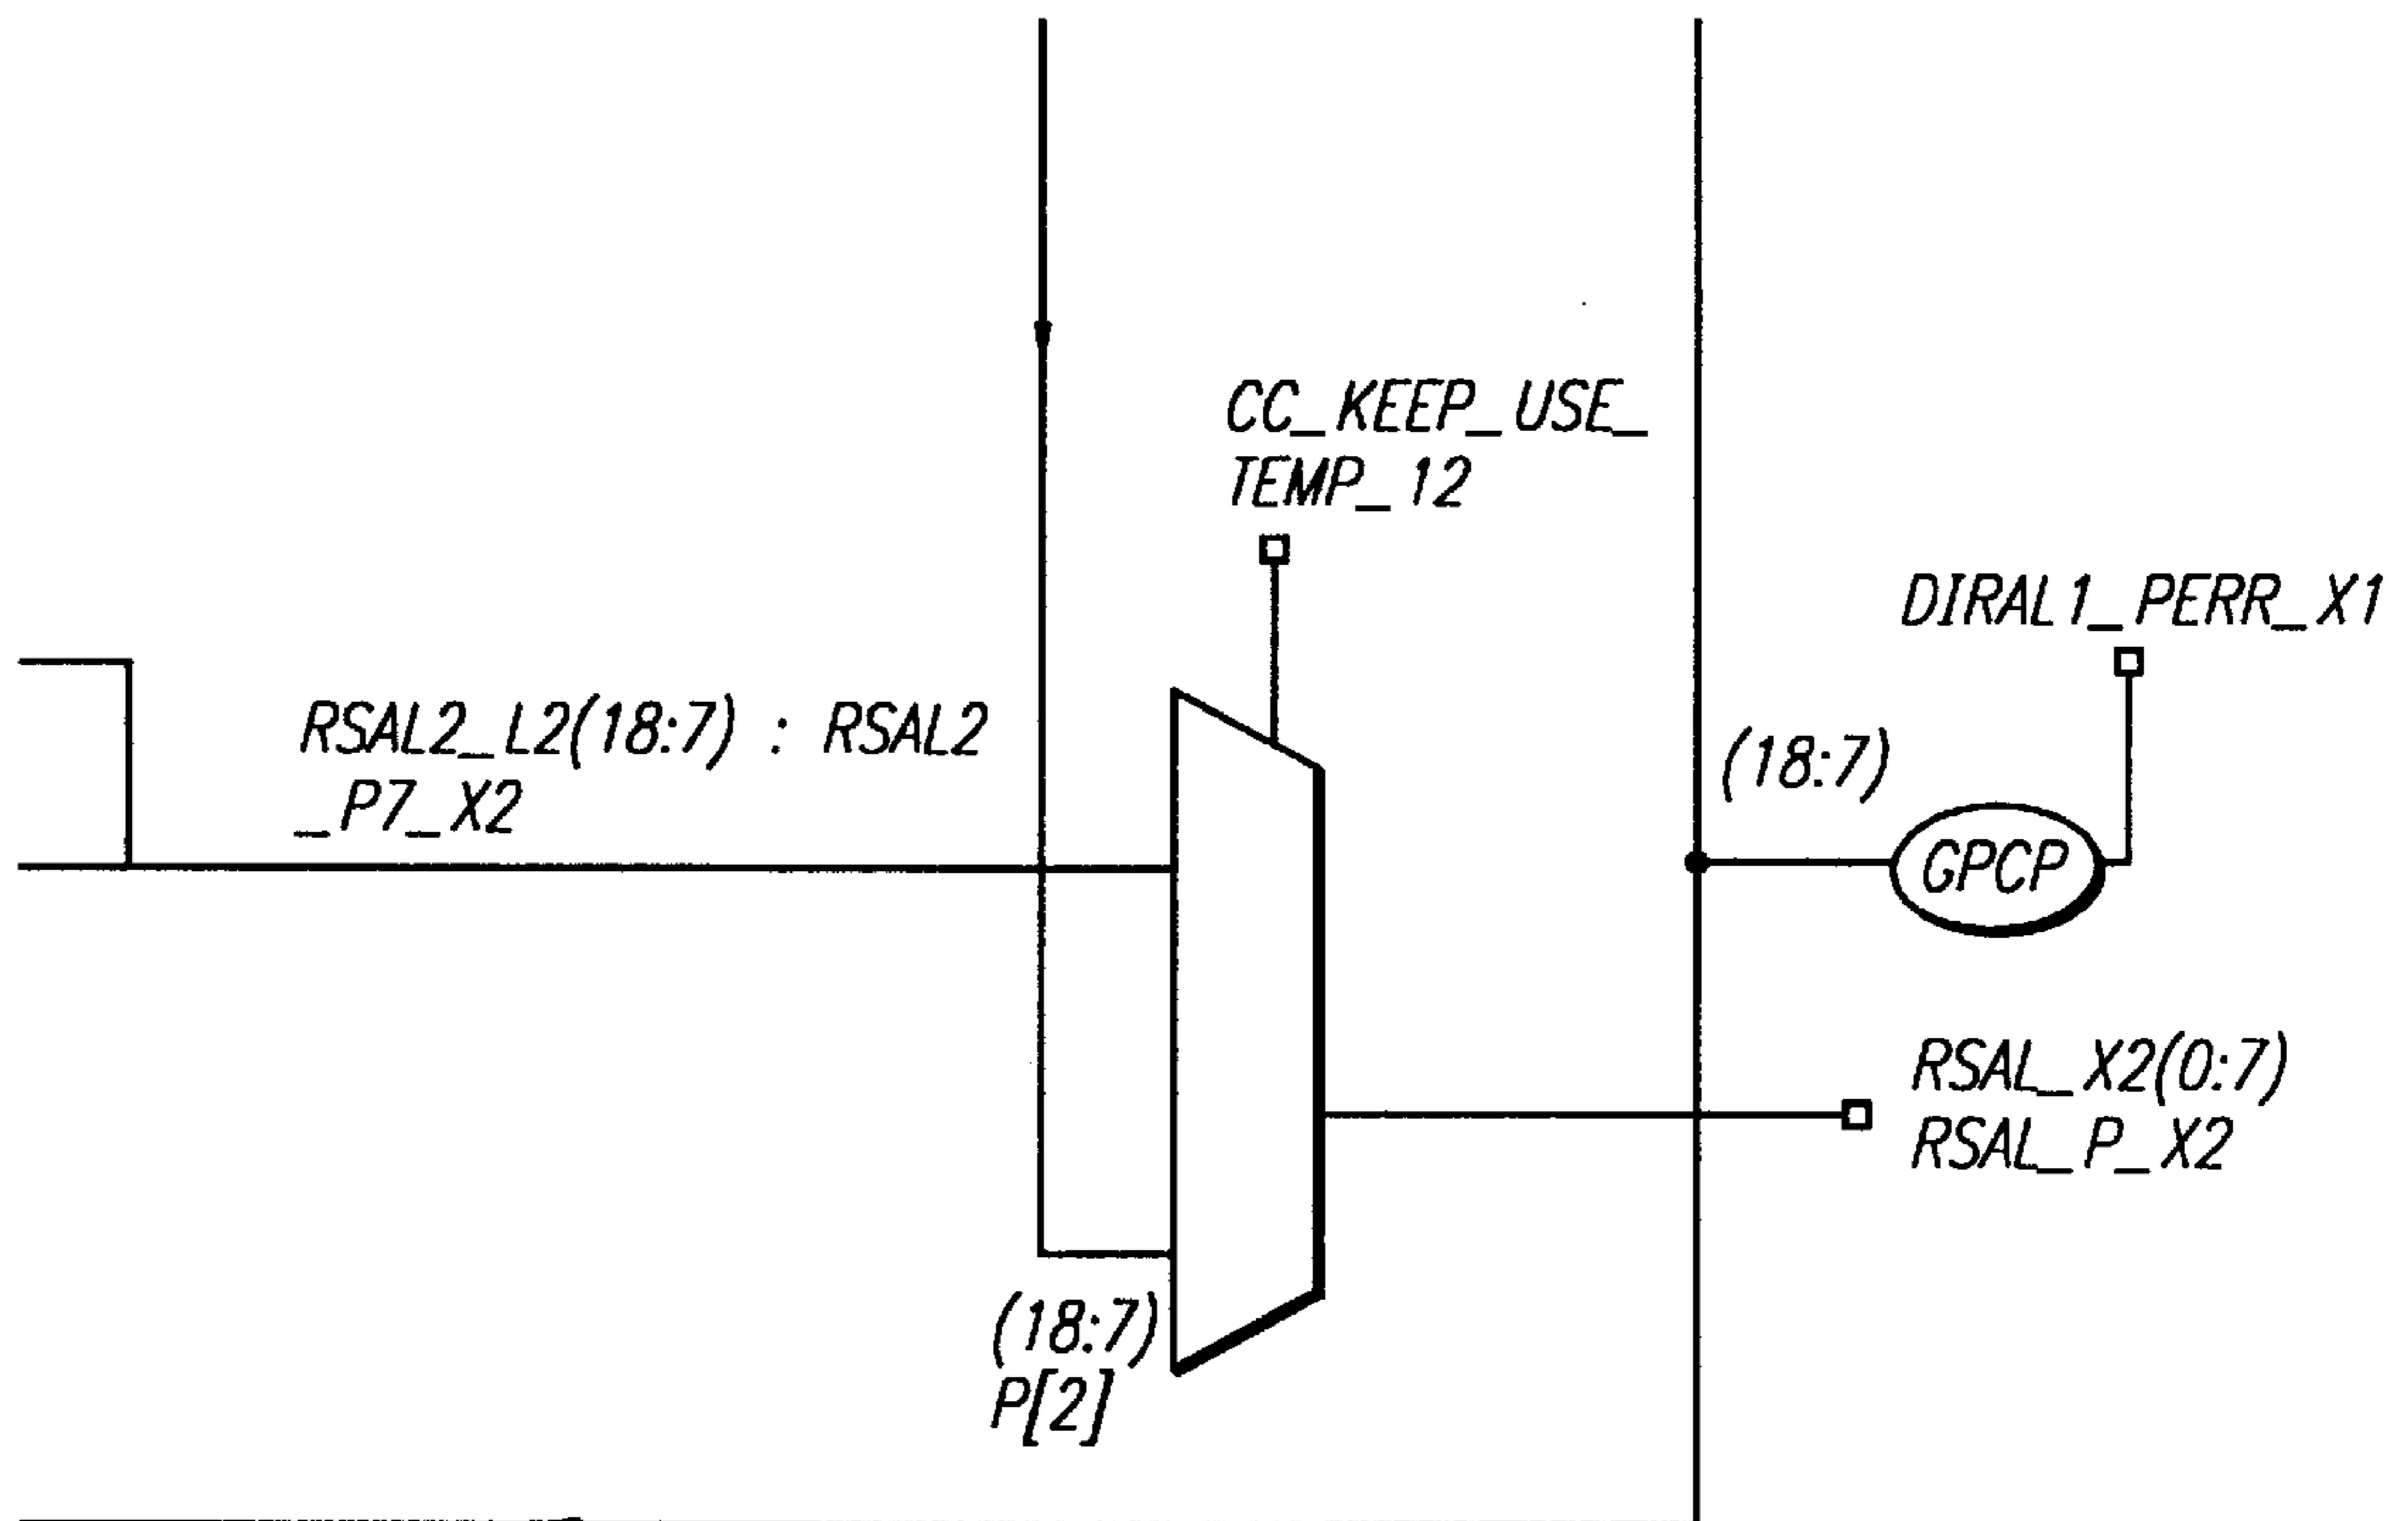 CC_KEEP_USE_
TEMP_12
DIRAL1_PERR_X1
RSAL2_L2(18:7) : RSAL2
_P7_X2
(18:7)
GPCP
RSAL_X2(0:7)
RSAL_P_X2
(18:7)
P[2]